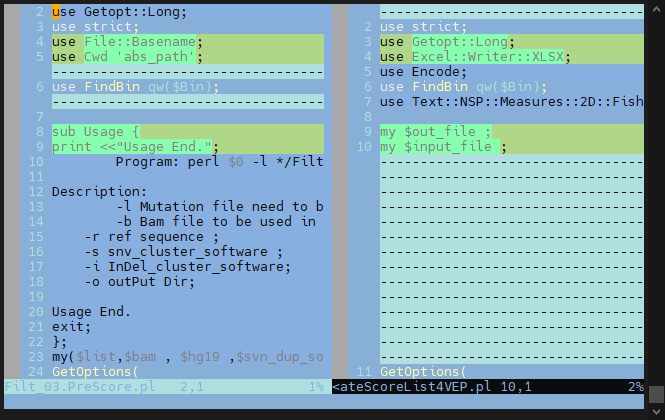 2 use Getopt::Long;
3 use strict;
4 use File::Basename;
5 use Cwd 'abs_path';
------------------------------
6 use FindBin qw($Bin);
------------------------------
7
8 sub Usage {
9 print <<"Usage End.";
10 Program: perl $0 -l */Filt
11
12 Description:
13 -l Mutation file need to b
14 -b Bam file to be used in
15 -r ref sequence ;
16 -s snv_cluster_software ;
17 -i InDel_cluster_software;
18 -o outPut Dir;
19
20 Usage End.
21 exit;
22 };
23 my($list,$bam , $hg19 ,$svn_dup_so
24 GetOptions(
Filt_03.PreScore.pl 2,1 1%
------------------------------
2 use strict;
3 use Getopt::Long;
4 use Excel::Writer::XLSX;
5 use Encode;
6 use FindBin qw($Bin);
7 use Text::NSP::Measures::2D::Fish
8
9 my $out_file ;
10 my $input_file ;
------------------------------
------------------------------
------------------------------
------------------------------
------------------------------
------------------------------
------------------------------
------------------------------
------------------------------
------------------------------
------------------------------
------------------------------
------------------------------
------------------------------
11 GetOptions(
<ateScoreList4VEP.pl 10,1 2%